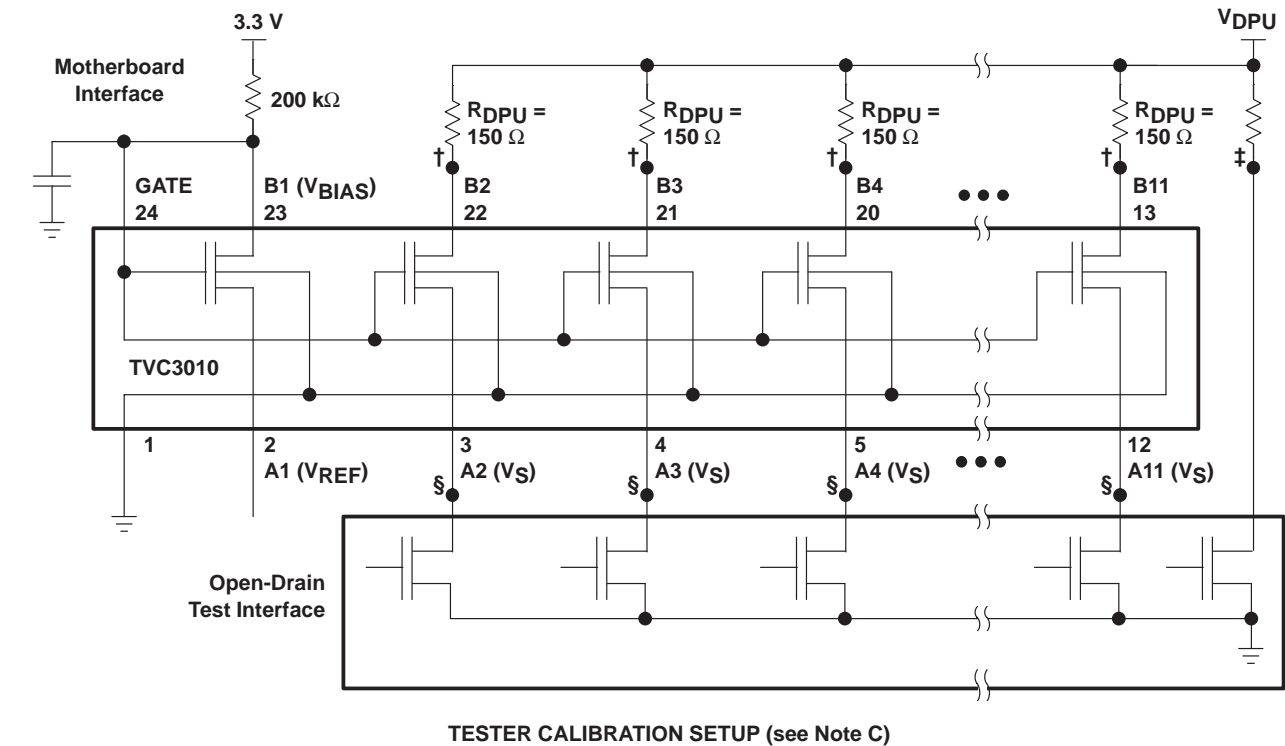 3.3 V
VDPU
Motherboard
Interface
200 kΩ
RDPU =
150 Ω
RDPU =
150 Ω
RDPU =
150 Ω
RDPU =
150 Ω
†
†
†
†
‡
GATE
24
B1 (VBIAS)
23
B2
22
B3
21
B4
20
B11
13
TVC3010
1
2
A1 (VREF)
3
A2 (VS)
4
A3 (VS)
5
A4 (VS)
12
A11 (VS)
§
§
§
§
Open-Drain
Test Interface
TESTER CALIBRATION SETUP (see Note C)